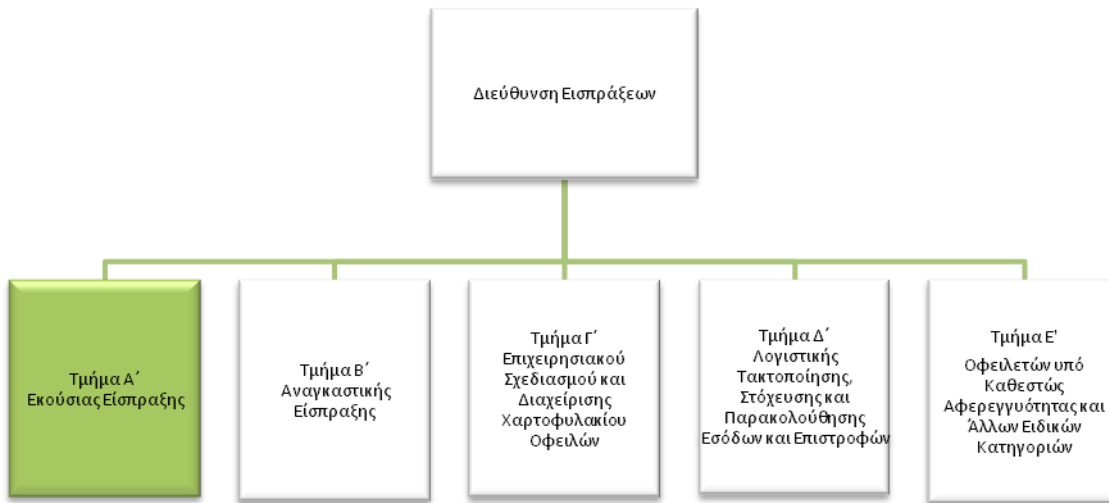 Διεύθυνση Εισπράξεων
Τμήμα Α΄
Εκούσιας Είσπραξης
Τμήμα Β΄
Αναγκαστικής
Είσπραξης
Τμήμα Γ΄
Επιχειρησιακού
Σχεδιασμού και
Διαχείρισης
Χαρτοφυλακίου
Οφειλών
Τμήμα Δ΄
Λογιστικής
Τακτοποίησης,
Στόχευσης και
Παρακολούθησης
Εσόδων και Επιστροφών
Τμήμα Ε'
Οφειλετών υπό
Καθεστώς
Αφερεγγυότητας και
Άλλων Ειδικών
Κατηγοριών